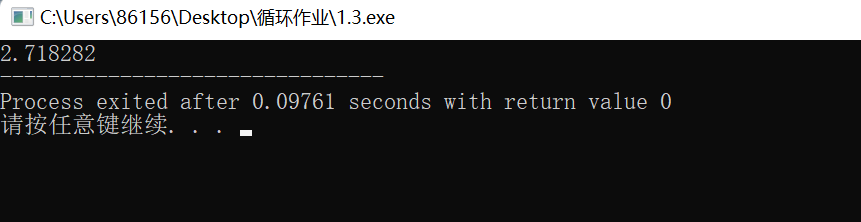 C:\Users\86156\Desktop\循环作业\1.3.exe
2.718282
--------------------------------
Process exited after 0.09761 seconds with return value 0
请按任意键继续. . .